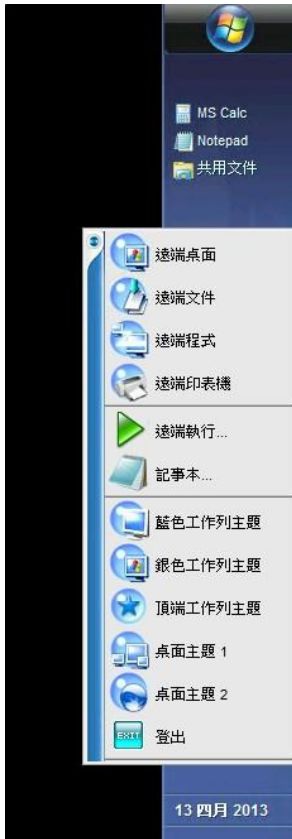 MS Calc
Notepad
共用文件
遠端桌面
遠端文件
遠端程式
遠端印表機
遠端執行...
記事本...
藍色工作列主題
銀色工作列主題
頂端工作列主題
桌面主題 1
桌面主題 2
EXIT
登出
13 四月 2013